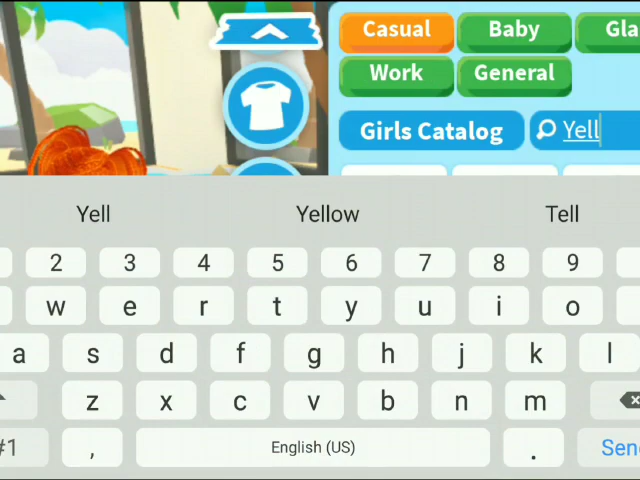 Casual Baby Gla
Work General
Girls Catalog Yell
Yell Yellow Tell
2 3 4 5 6 7 8 9
w e r t y u i o
a s d f g h j k l
z x c v b n m
#1 , English (US) . Send